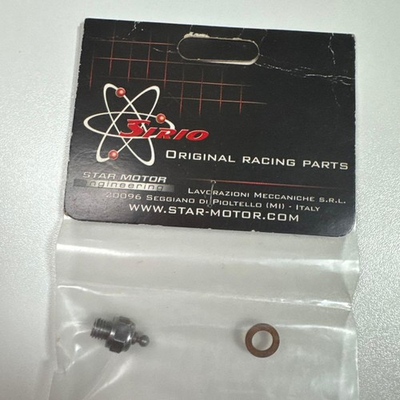 SIRIO
ORIGINAL RACING PARTS
STAR MOTOR
engineering
LAVORAZIONI MECCANICHE S.R.L.
20096 SEGGIANO DI PIOLTELLO (MI) - ITALY
WWW.STAR-MOTOR.COM